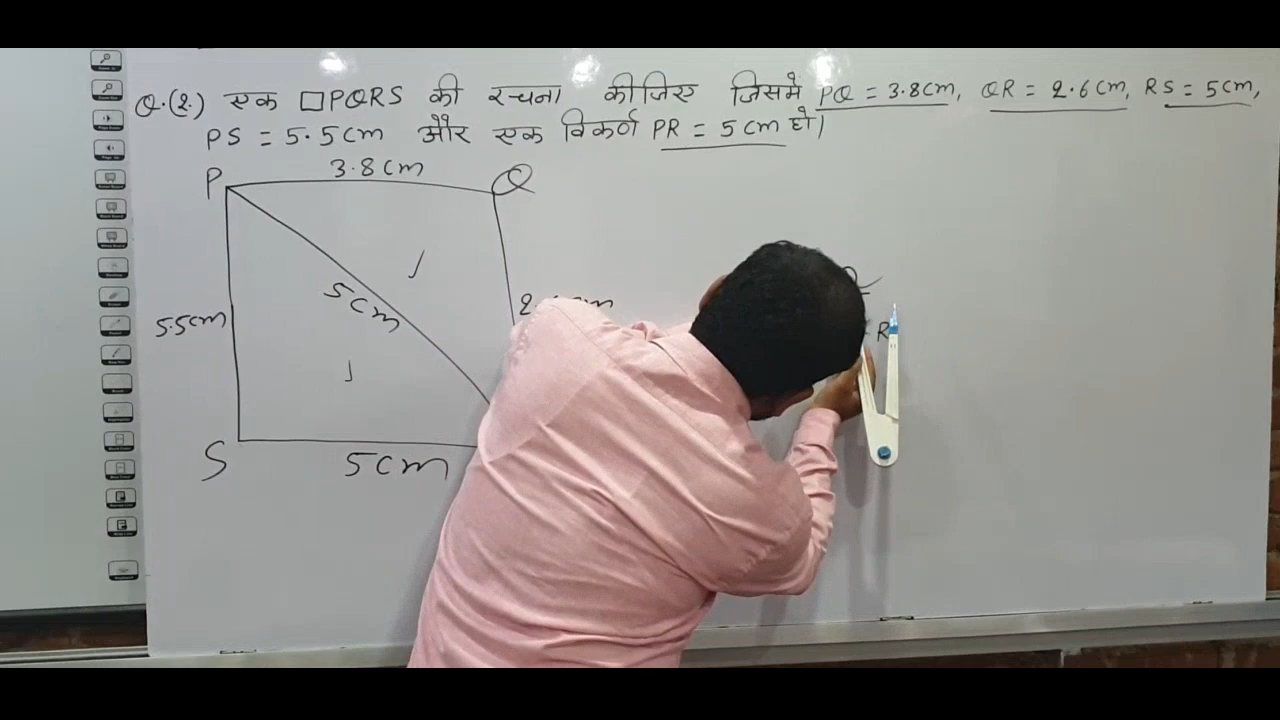 Q.(2.) एक □PQRS की रचना कीजिए जिसमें PQ = 3.8cm, QR = 2.6cm, RS = 5cm,
PS = 5.5cm और एक विकर्ण PR = 5cm हो।
3.8cm
P
Q
5cm
5.5cm
R
S
5cm